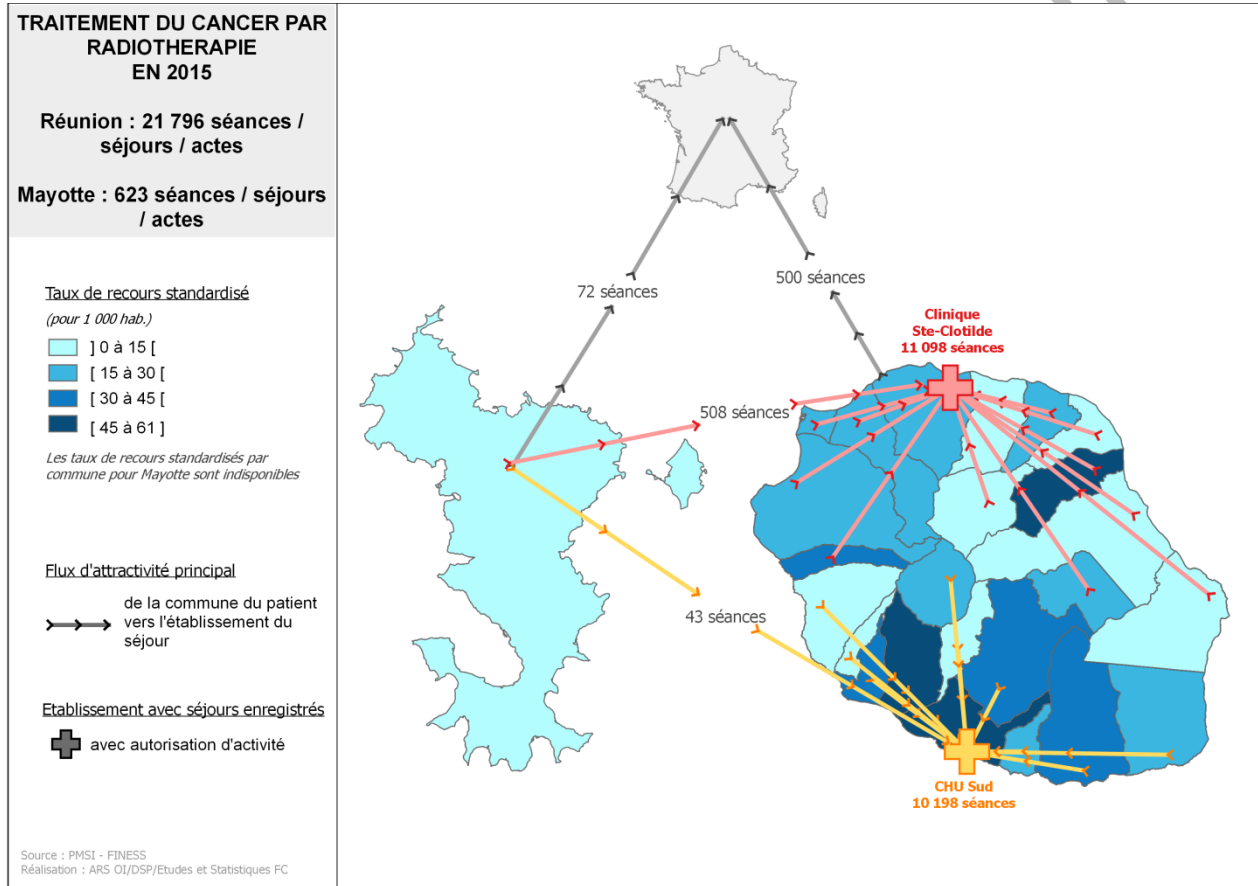 TRAITEMENT DU CANCER PAR
RADIOTHERAPIE
EN 2015
Réunion : 21 796 séances /
séjours / actes
Mayotte : 623 séances / séjours
/ actes
Taux de recours standardisé
(pour 1 000 hab.)
] 0 à 15 [
[ 15 à 30 [
[ 30 à 45 [
[ 45 à 61 ]
Les taux de recours standardisés par
commune pour Mayotte sont indisponibles
Flux d'attractivité principal
de la commune du patient
vers l'établissement du
séjour
Etablissement avec séjours enregistrés
avec autorisation d'activité
Source : PMSI - FINESS
Réalisation : ARS OI/DSP/Etudes et Statistiques FC
72 séances
500 séances
Clinique
Ste-Clotilde
11 098 séances
508 séances
43 séances
CHU Sud
10 198 séances